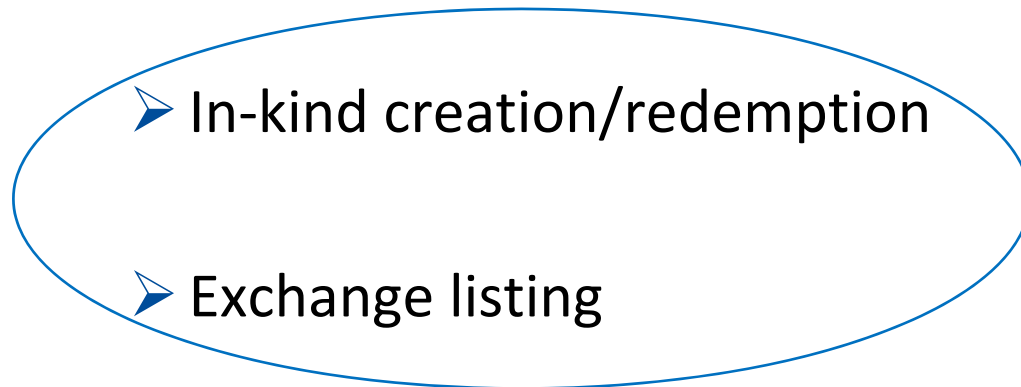 ➢ In-kind creation/redemption
➢ Exchange listing